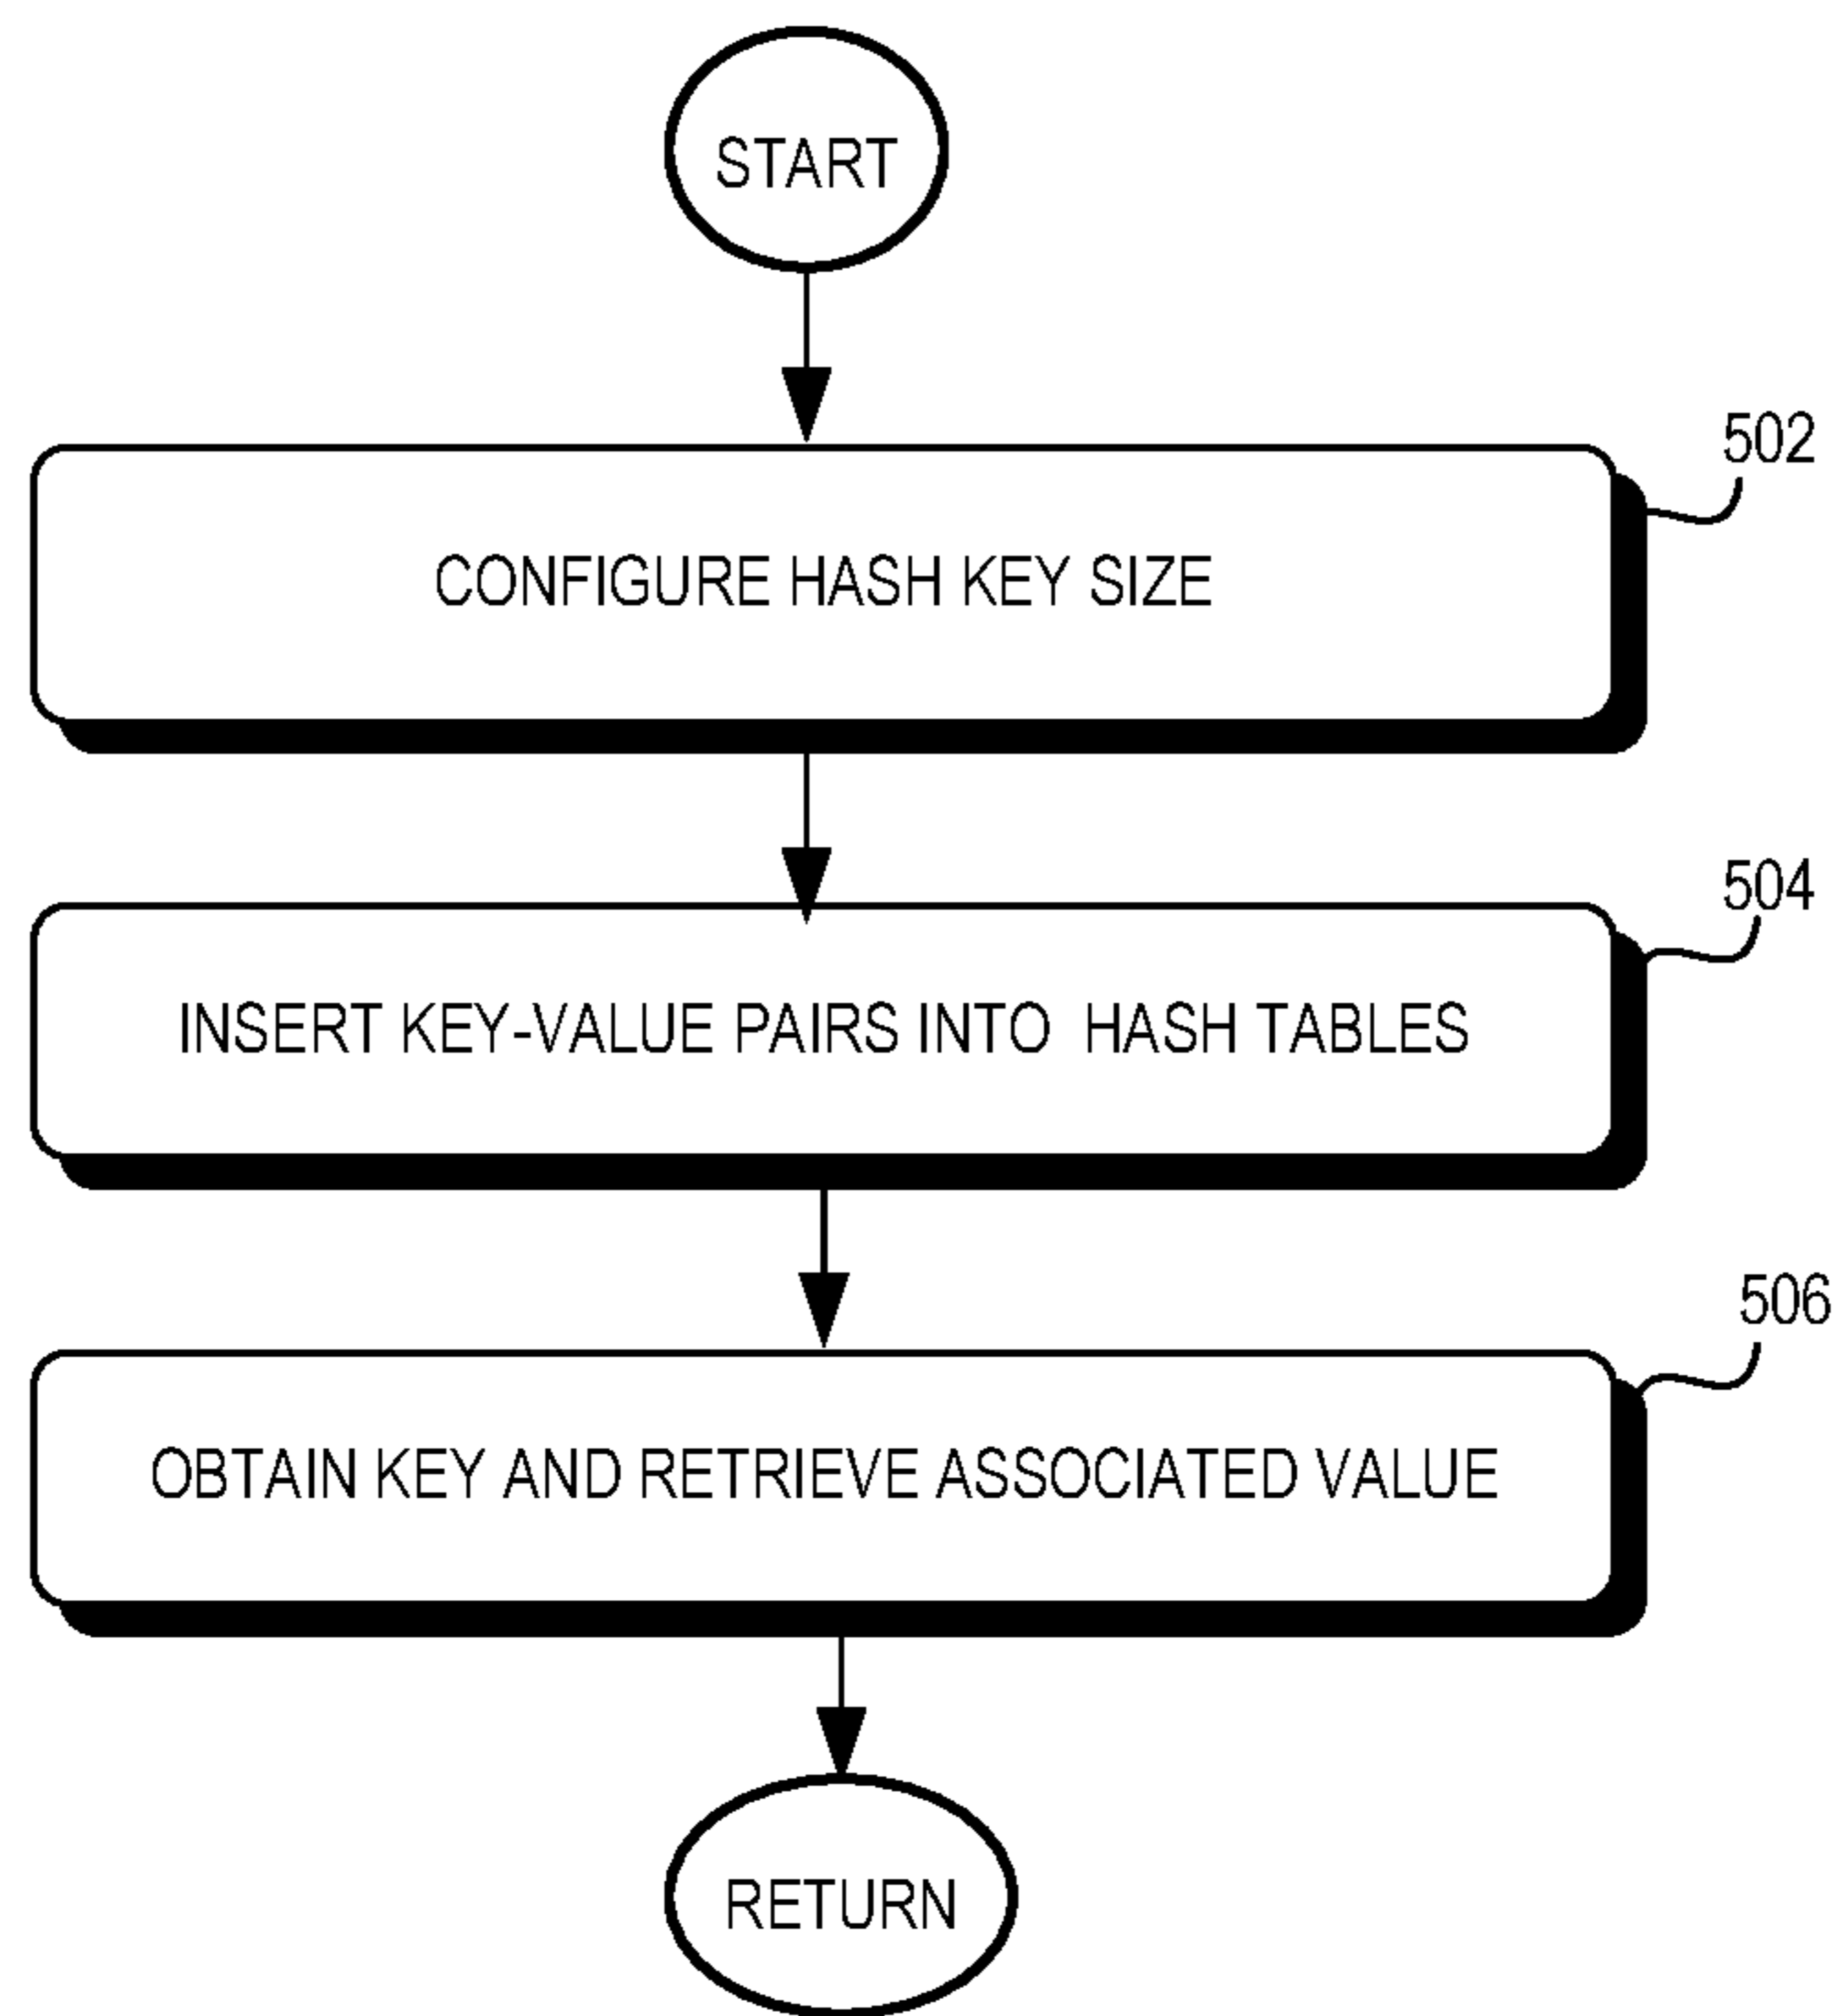 START
502
CONFIGURE HASH KEY SIZE
504
INSERT KEY-VALUE PAIRS INTO HASH TABLES
506
OBTAIN KEY AND RETRIEVE ASSOCIATED VALUE
RETURN